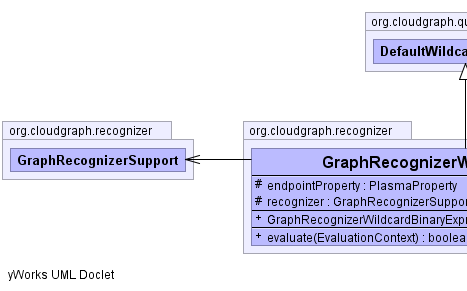 org.cloudgraph.qu
DefaultWildca
org.cloudgraph.recognizer
GraphRecognizerSupport
org.cloudgraph.recognizer
GraphRecognizerW
# endpointProperty : PlasmaProperty
# recognizer : GraphRecognizerSuppor
+ GraphRecognizerWildcardBinaryExpr
+ evaluate(EvaluationContext) : boolea
yWorks UML Doclet